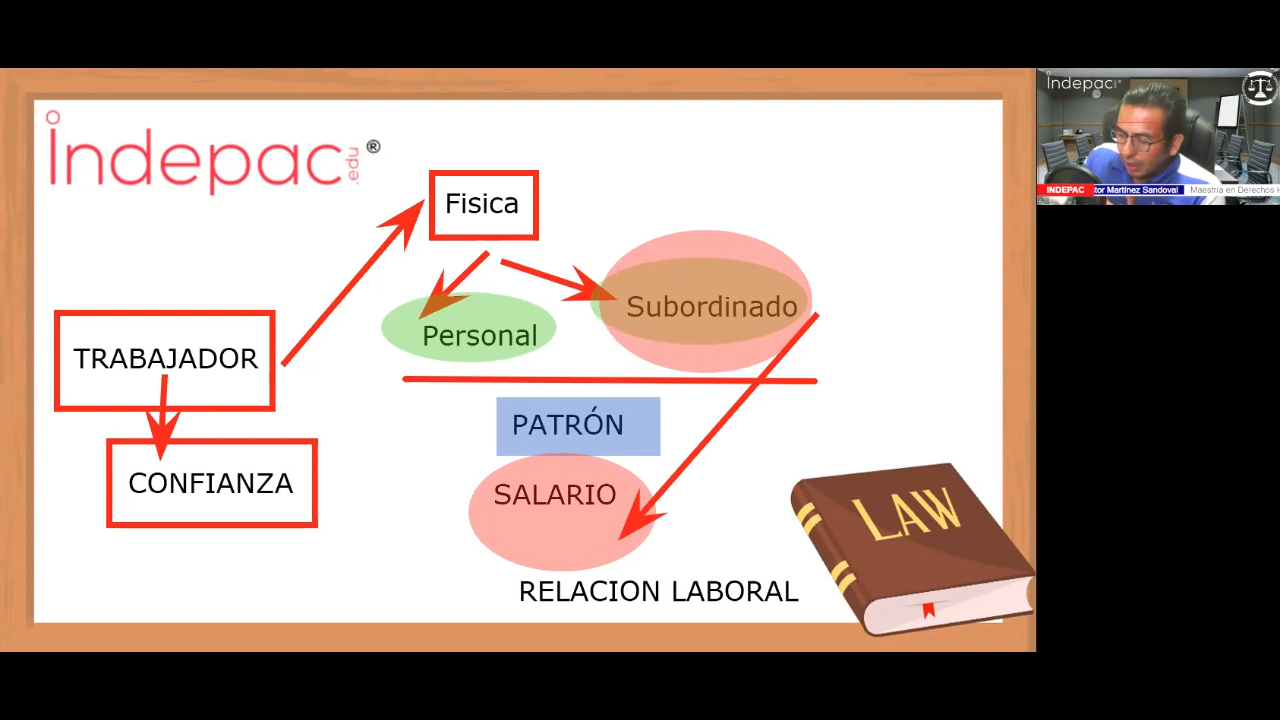 Indepac
.edu
®
Fisica
Subordinado
Personal
TRABAJADOR
PATRÓN
CONFIANZA
SALARIO
LAW
RELACION LABORAL
Indepac
INDEPAC
tor Martínez Sandoval
Maestría en Derechos H